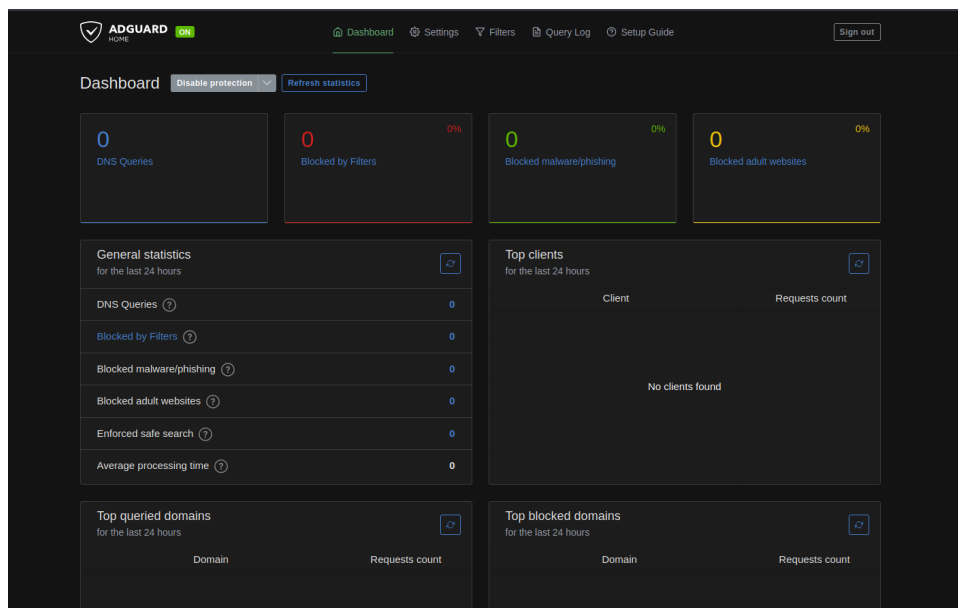 ADGUARD ON
HOME
Dashboard Settings Filters Query Log Setup Guide
Sign out
Dashboard Disable protection Refresh statistics
0
DNS Queries
0%
0
Blocked by Filters
0%
0
Blocked malware/phishing
0%
0
Blocked adult websites
General statistics
for the last 24 hours
DNS Queries ? 0
Blocked by Filters ? 0
Blocked malware/phishing ? 0
Blocked adult websites ? 0
Enforced safe search ? 0
Average processing time ? 0
Top clients
for the last 24 hours
Client Requests count
No clients found
Top queried domains
for the last 24 hours
Domain Requests count
Top blocked domains
for the last 24 hours
Domain Requests count